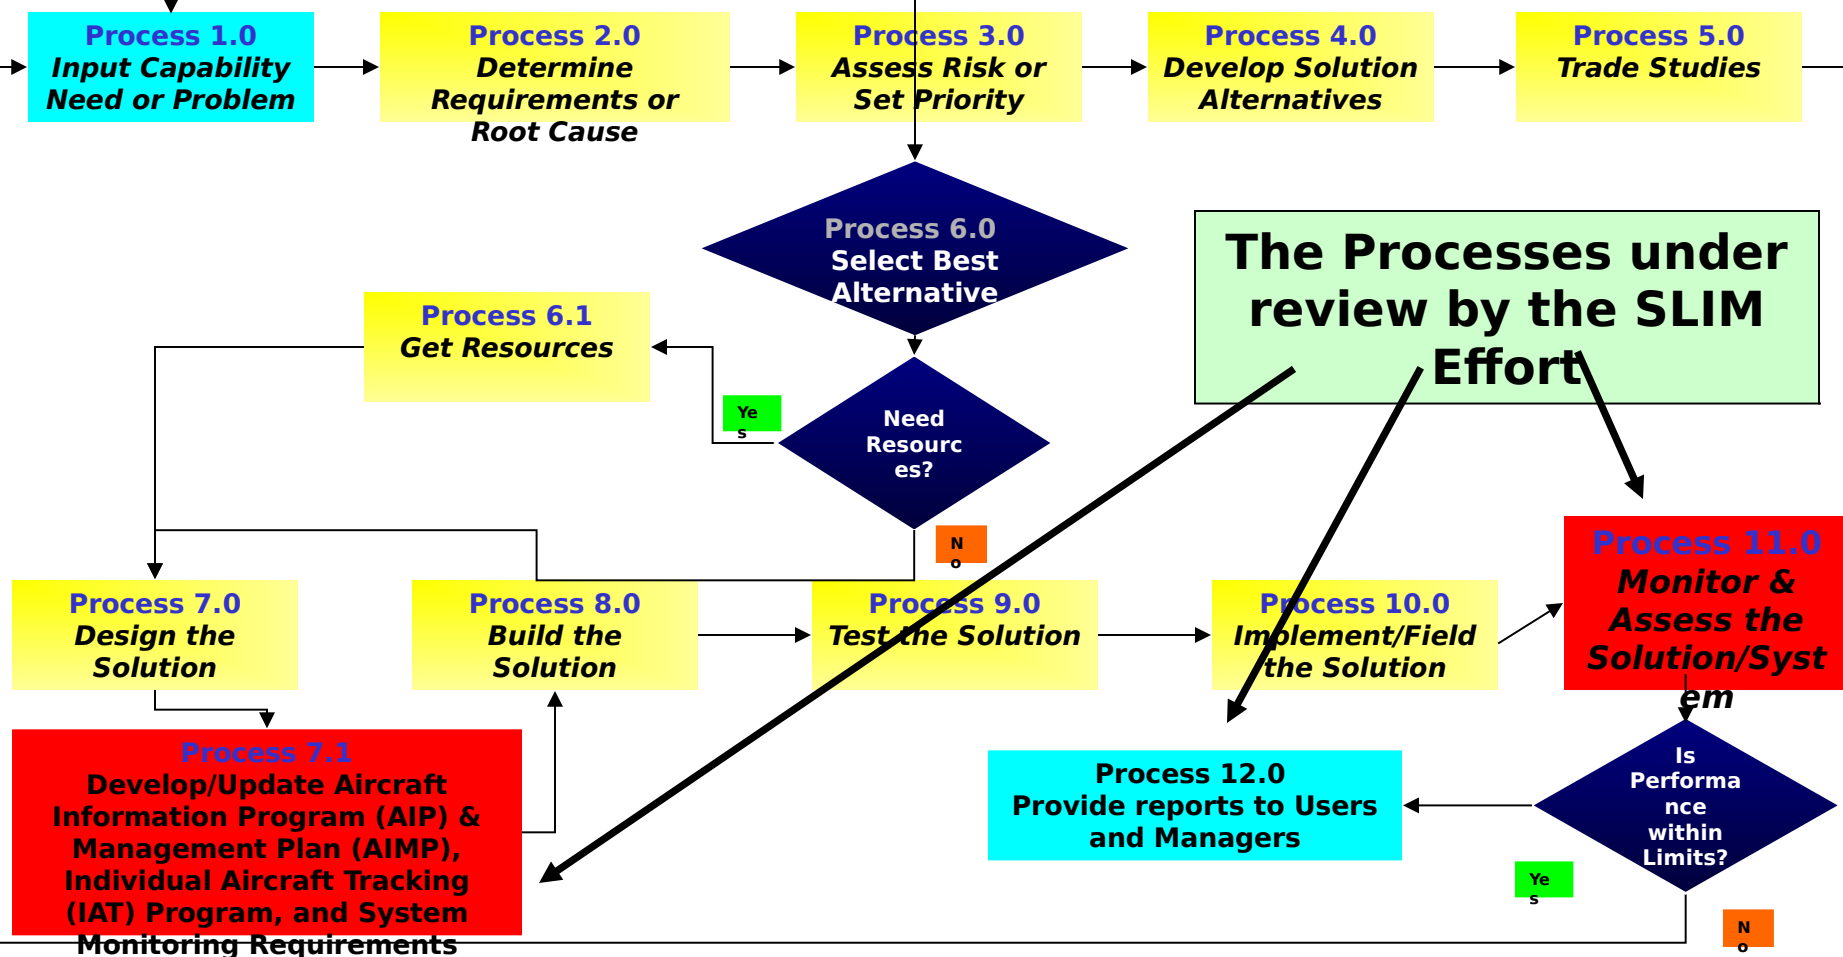 Process 1.0
Input Capability
Need or Problem
Process 2.0
Determine
Requirements or
Root Cause
Process 3.0
Assess Risk or
Set Priority
Process 4.0
Develop Solution
Alternatives
Process 5.0
Trade Studies
Process 6.0
Select Best
Alternative
The Processes under
review by the SLIM
Effort
Process 6.1
Get Resources
Ye
s
Need
Resourc
es?
N
o
Process 7.0
Design the
Solution
Process 8.0
Build the
Solution
Process 9.0
Test the Solution
Process 10.0
Implement/Field
the Solution
Process 11.0
Monitor &
Assess the
Solution/Syst
em
Process 7.1
Develop/Update Aircraft
Information Program (AIP) &
Management Plan (AIMP),
Individual Aircraft Tracking
(IAT) Program, and System
Monitoring Requirements
Process 12.0
Provide reports to Users
and Managers
Is
Performa
nce
within
Limits?
Ye
s
N
o